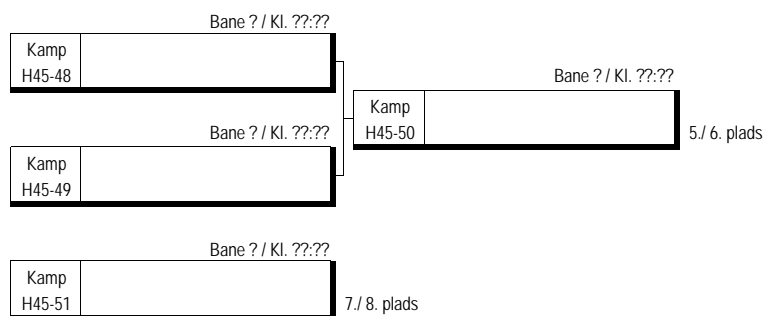 Bane ? / Kl. ??:??
Kamp
H45-48
Bane ? / Kl. ??:??
Kamp
H45-50
5./ 6. plads
Bane ? / Kl. ??:??
Kamp
H45-49
Bane ? / Kl. ??:??
Kamp
H45-51
7./ 8. plads